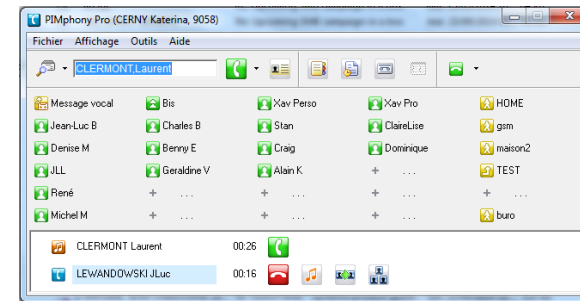 PIMphony Pro (CERNY Katerina, 9058)
Fichier Affichage Outils Aide
CLERMONT,Laurent
Message vocal Bis Xav Perso Xav Pro HOME
Jean-Luc B Charles B Stan ClaireLise gsm
Denise M Benny E Craig Dominique maison2
JLL Geraldine V Alain K + ... TEST
René + ... + ... + ... + ...
Michel M + ... + ... + ... buro
CLERMONT Laurent 00:26
LEWANDOWSKI JLuc 00:16